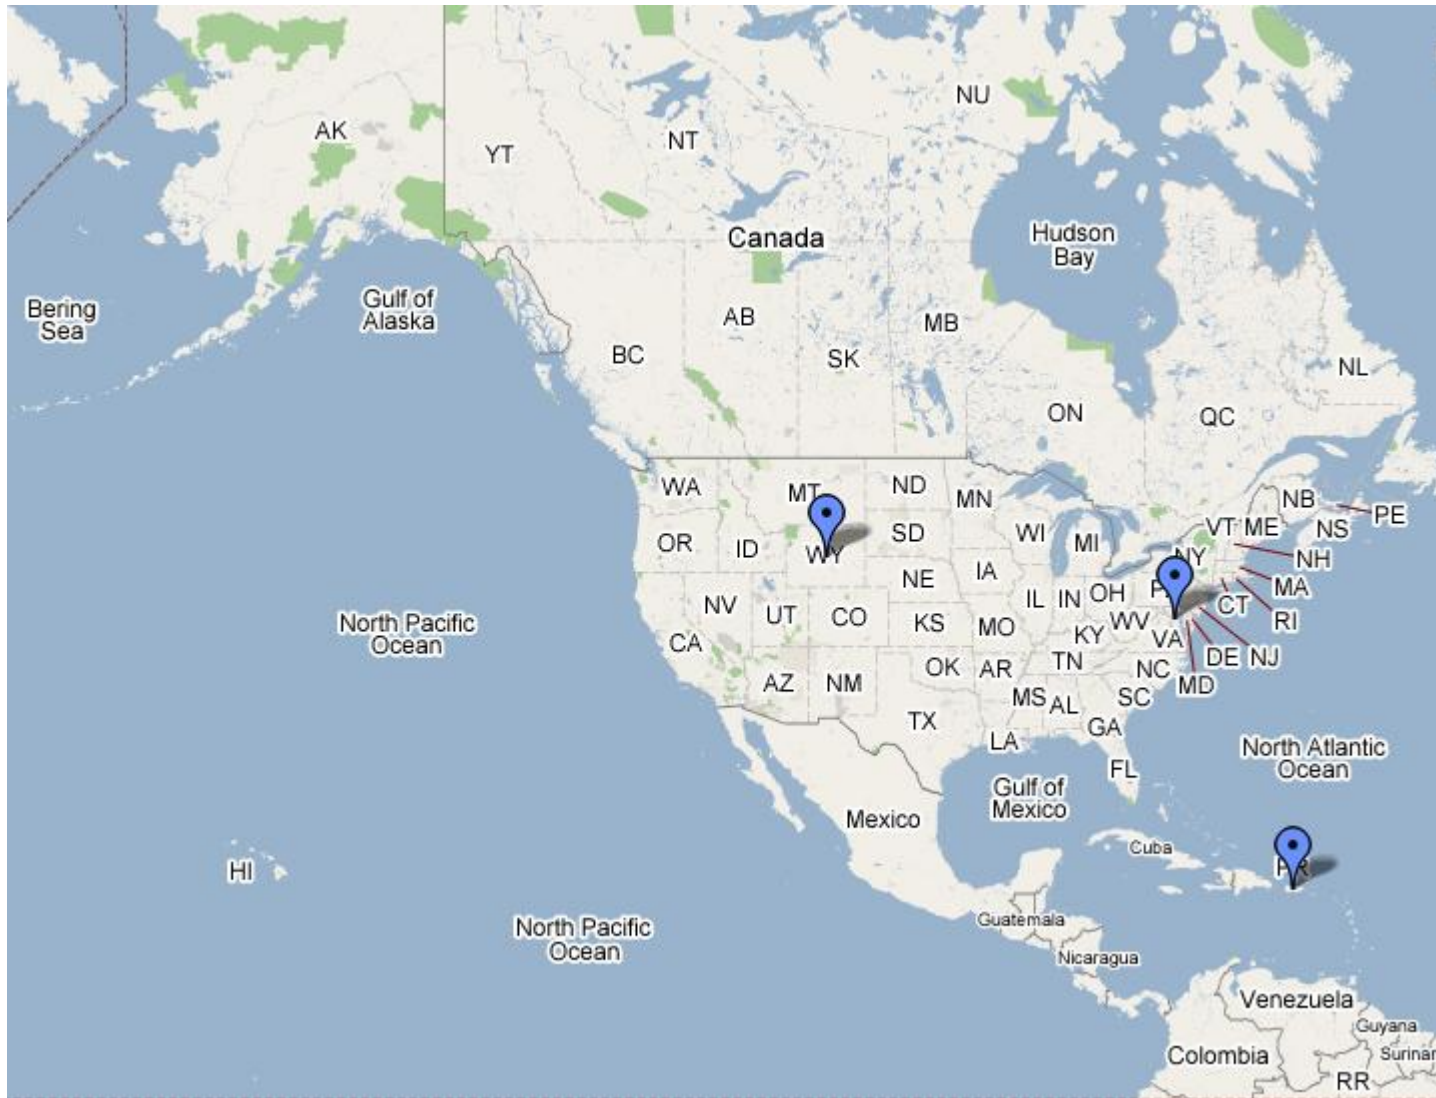 NU
AK
NT
YT
Canada
Hudson
Bay
Gulf of
Alaska
Bering
Sea
AB
MB
BC
SK
NL
ON
QC
WA
MT
ND
MN
NB
PE
VT
ME
NS
OR
ID
WY
SD
WI
MI
NY
NH
IA
NE
OH
MA
NV
UT
CO
IL
IN
CT
RI
North Pacific
Ocean
KS
MO
WV
KY
VA
CA
DE
NJ
TN
OK
AR
NC
MD
AZ
NM
MS
AL
SC
TX
GA
LA
North Atlantic
Ocean
FL
Gulf of
Mexico
Mexico
Cuba
HI
PR
Guatemala
North Pacific
Ocean
Nicaragua
Venezuela
Guyana
Colombia
Surinar
RR